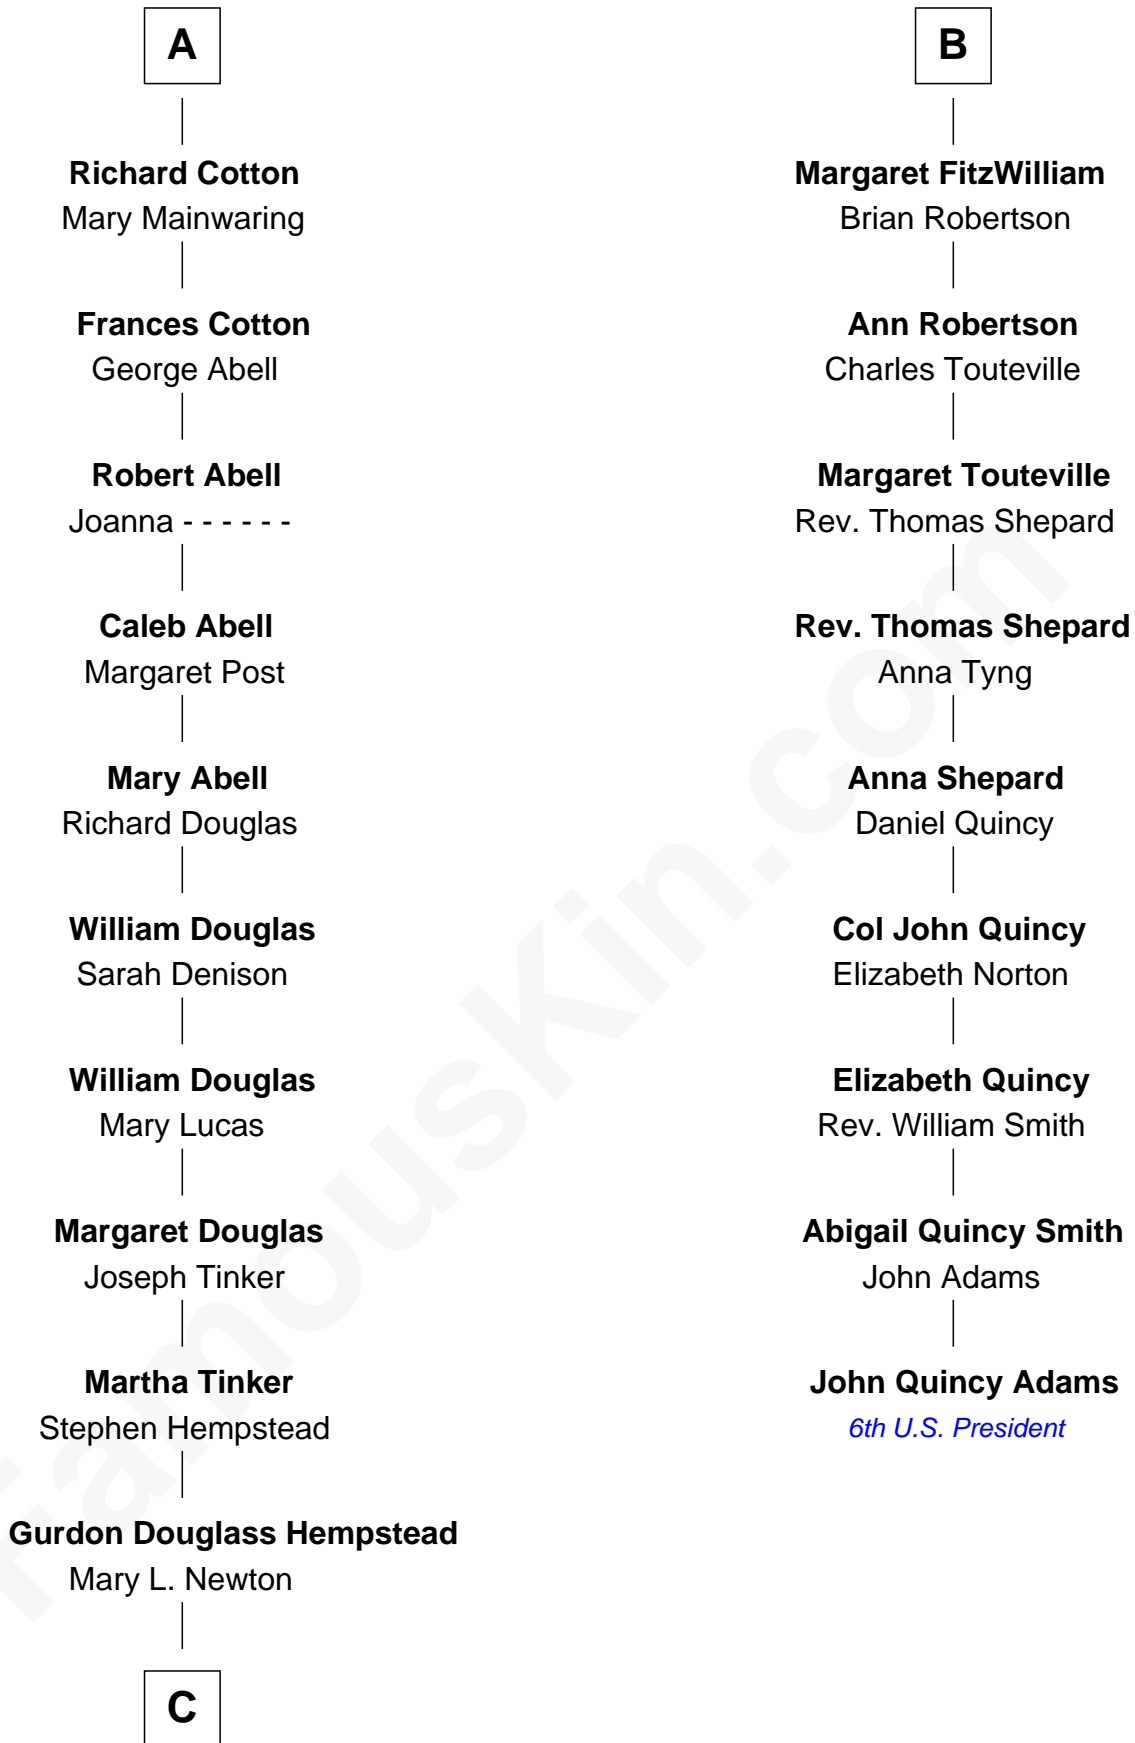 A
Richard Cotton
Mary Mainwaring
Frances Cotton
George Abell
Robert Abell
Joanna - - - - - -
Caleb Abell
Margaret Post
Mary Abell
Richard Douglas
William Douglas
Sarah Denison
William Douglas
Mary Lucas
Margaret Douglas
Joseph Tinker
Martha Tinker
Stephen Hempstead
Gurdon Douglass Hempstead
Mary L. Newton
C
B
Margaret FitzWilliam
Brian Robertson
Ann Robertson
Charles Touteville
Margaret Touteville
Rev. Thomas Shepard
Rev. Thomas Shepard
Anna Tyng
Anna Shepard
Daniel Quincy
Col John Quincy
Elizabeth Norton
Elizabeth Quincy
Rev. William Smith
Abigail Quincy Smith
John Adams
John Quincy Adams
6th U.S. President
FamousKin.com